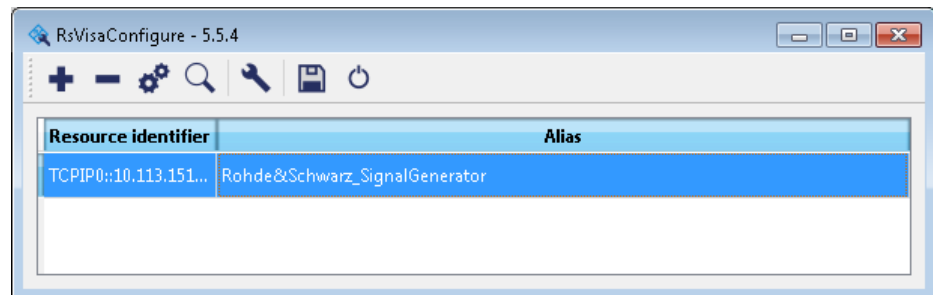 RsVisaConfigure - 5.5.4
Resource identifier Alias
TCPIP0::10.113.151... Rohde&Schwarz_SignalGenerator